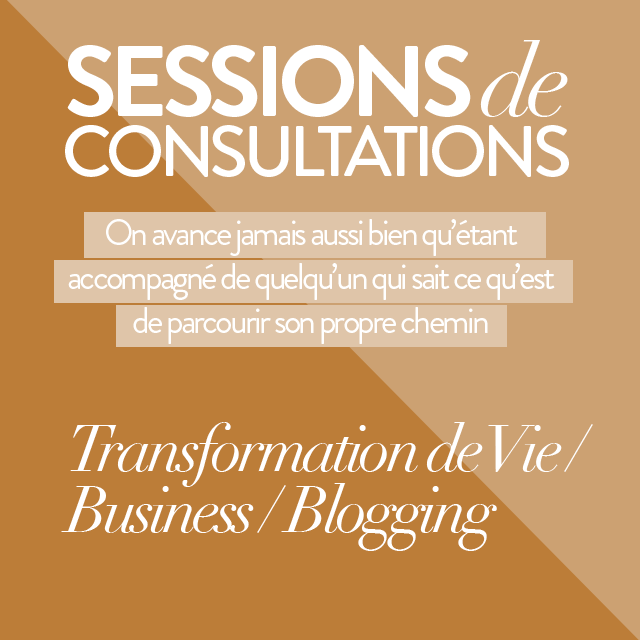 SESSIONS de
CONSULTATIONS
On avance jamais aussi bien qu'étant
accompagné de quelqu'un qui sait ce qu'est
de parcourir son propre chemin
Transformation de Vie /
Business / Blogging